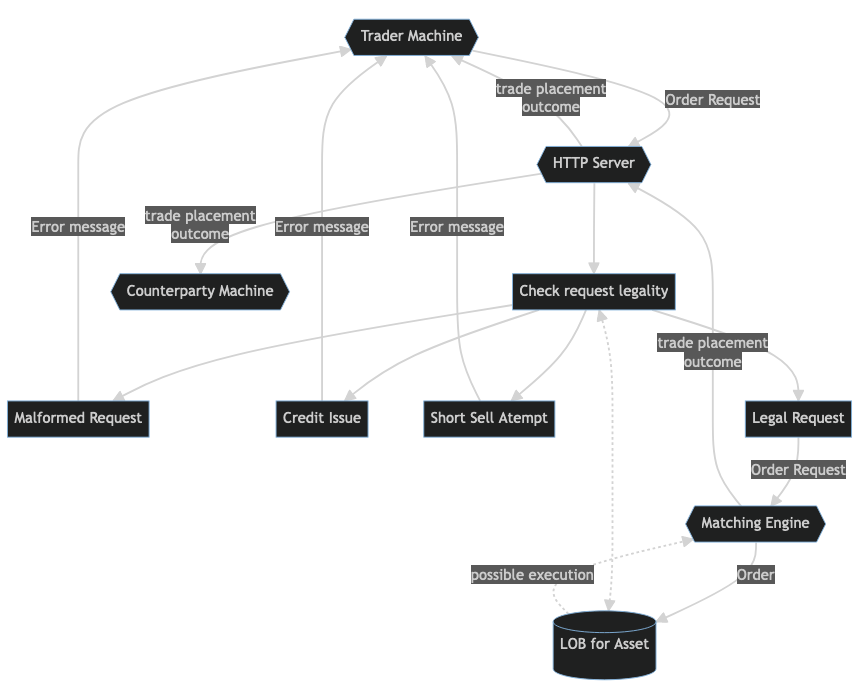 Trader Machine
trade placement
outcome
Order Request
HTTP Server
Error message
trade placement
outcome
Error message
Error message
Counterparty Machine
Check request legality
trade placement
outcome
Malformed Request
Credit Issue
Short Sell Atempt
Legal Request
Order Request
Matching Engine
possible execution
Order
LOB for Asset